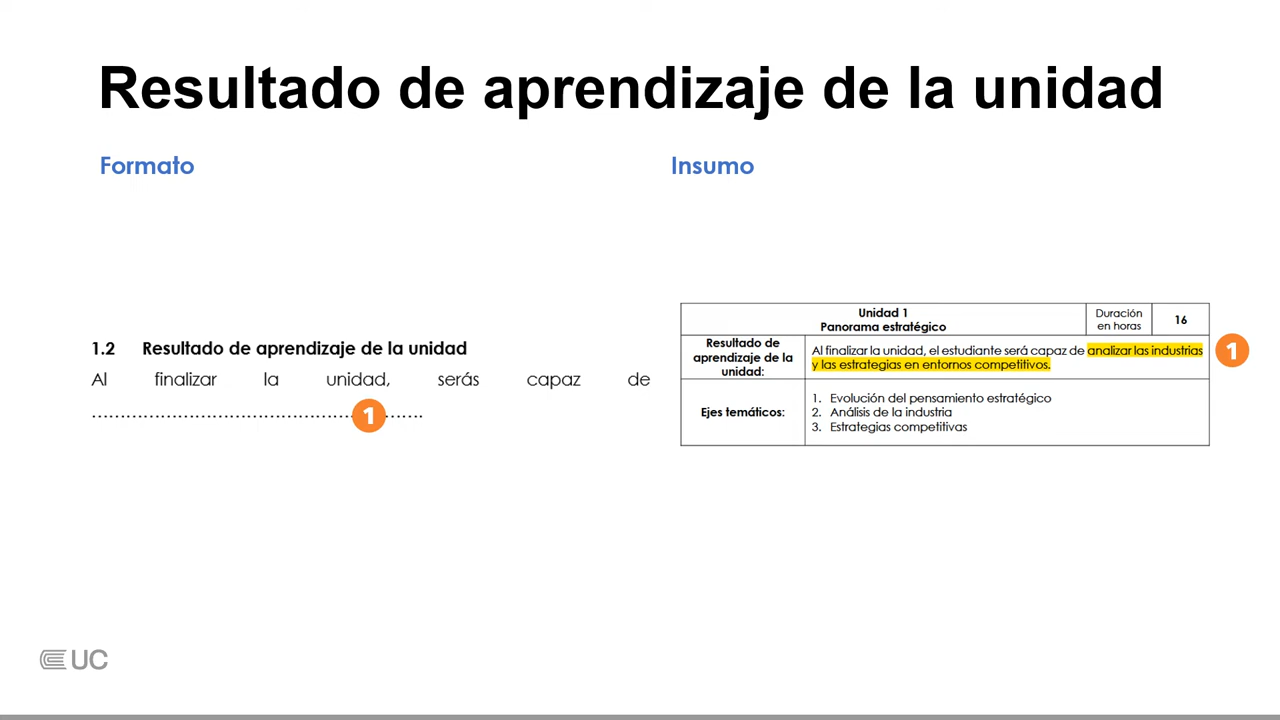 Resultado de aprendizaje de la unidad
Formato
Insumo
1.2 Resultado de aprendizaje de la unidad
Al finalizar la unidad, serás capaz de
........................................................... 1
Unidad 1
Panorama estratégico
Duración
en horas
16
Resultado de
aprendizaje de la
unidad:
Al finalizar la unidad, el estudiante será capaz de analizar las industrias
y las estrategias en entornos competitivos.
1
Ejes temáticos:
1. Evolución del pensamiento estratégico
2. Análisis de la industria
3. Estrategias competitivas
UC